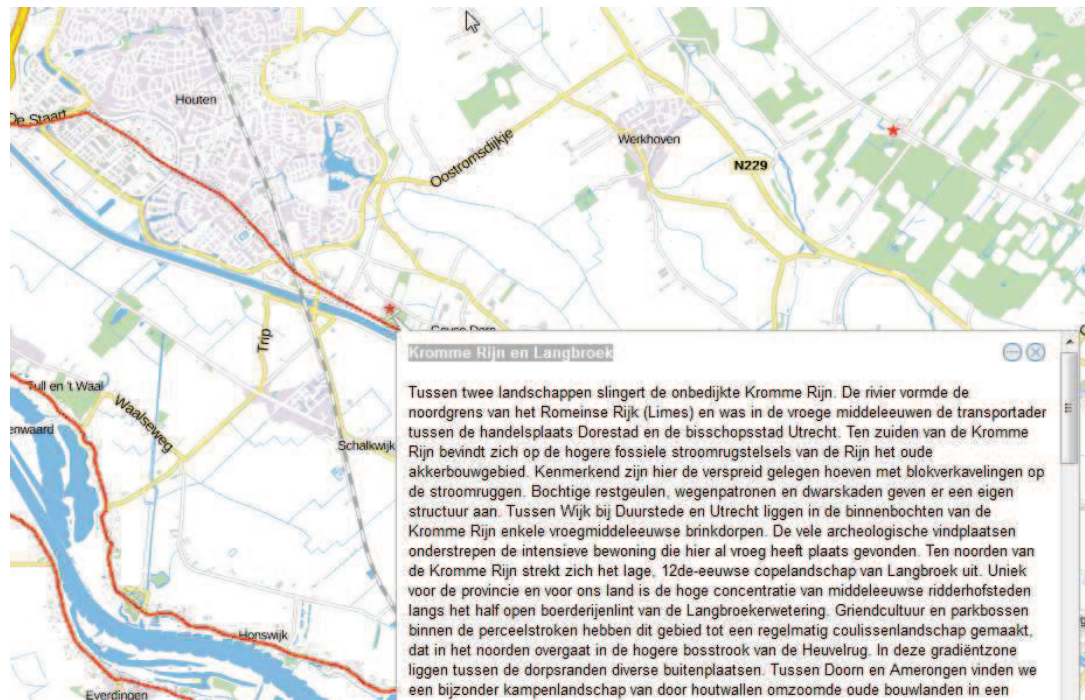 Houten
De Staart
Oostromsdijkje
Werkhoven
N229
Trip
Tull en 't Waal
Waalseweg
enwaard
Schalkwijk
Honswijk
Everdingen
Kromme Rijn en Langbroek
Tussen twee landschappen slingert de onbedijkte Kromme Rijn. De rivier vormde de
noordgrens van het Romeinse Rijk (Limes) en was in de vroege middeleeuwen de transportader
tussen de handelsplaats Dorestad en de bisschopsstad Utrecht. Ten zuiden van de Kromme
Rijn bevindt zich op de hogere fossiele stroomrugstelsels van de Rijn het oude
akkerbouwgebied. Kenmerkend zijn hier de verspreid gelegen hoeven met blokverkavelingen op
de stroomruggen. Bochtige restgeulen, wegenpatronen en dwarskaden geven er een eigen
structuur aan. Tussen Wijk bij Duurstede en Utrecht liggen in de binnenbochten van de
Kromme Rijn enkele vroegmiddeleeuwse brinkdorpen. De vele archeologische vindplaatsen
onderstrepen de intensieve bewoning die hier al vroeg heeft plaats gevonden. Ten noorden van
de Kromme Rijn strekt zich het lage, 12de-eeuwse copelandschap van Langbroek uit. Uniek
voor de provincie en voor ons land is de hoge concentratie van middeleeuwse ridderhofsteden
langs het half open boerderijenlint van de Langbroekerwetering. Griendcultuur en parkbossen
binnen de perceelstroken hebben dit gebied tot een regelmatig coulissenlandschap gemaakt,
dat in het noorden overgaat in de hogere bosstrook van de Heuvelrug. In deze gradiëntzone
liggen tussen de dorpsranden diverse buitenplaatsen. Tussen Doorn en Amerongen vinden we
een bijzonder kampenlandschap van door houtwallen omzoomde oude bouwlanden in een